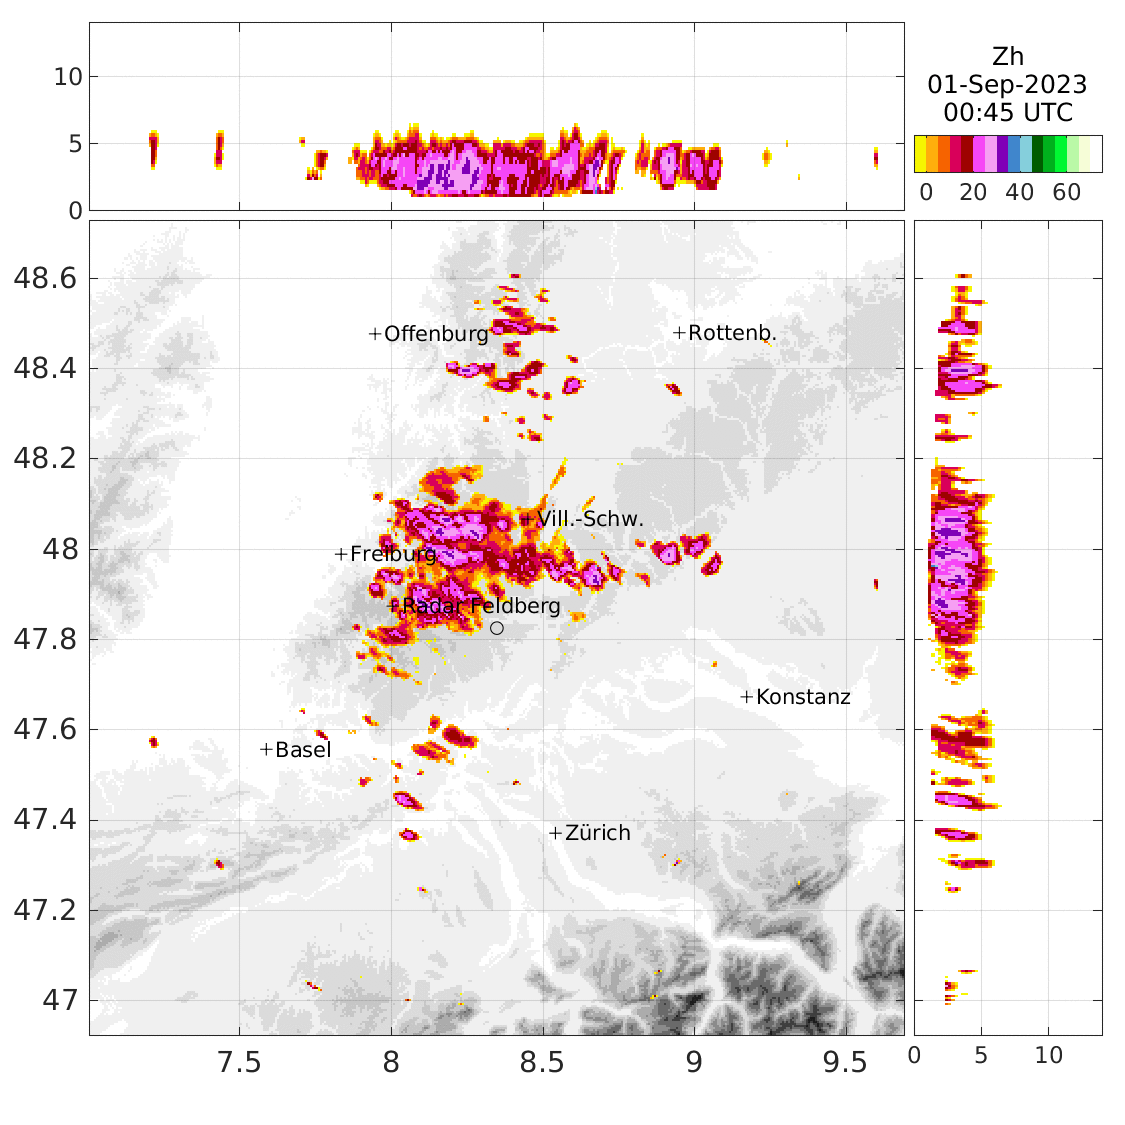 Zh
01-Sep-2023
00:45 UTC
0 20 40 60
10
5
0
48.6
48.4
48.2
48
47.8
47.6
47.4
47.2
47
+Offenburg
+Rottenb.
+Vill.-Schw.
+Freiburg
+Radar Feldberg
+Konstanz
+Basel
+Zürich
7.5 8 8.5 9 9.5
0 5 10